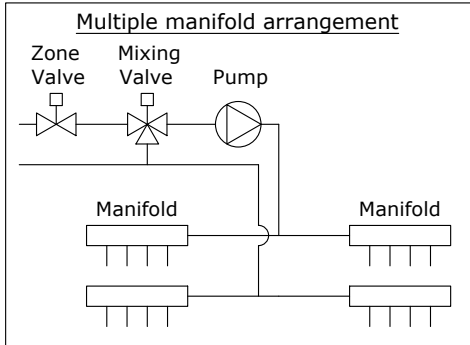 Multiple manifold arrangement
Zone
Valve
Mixing
Valve
Pump
Manifold
Manifold